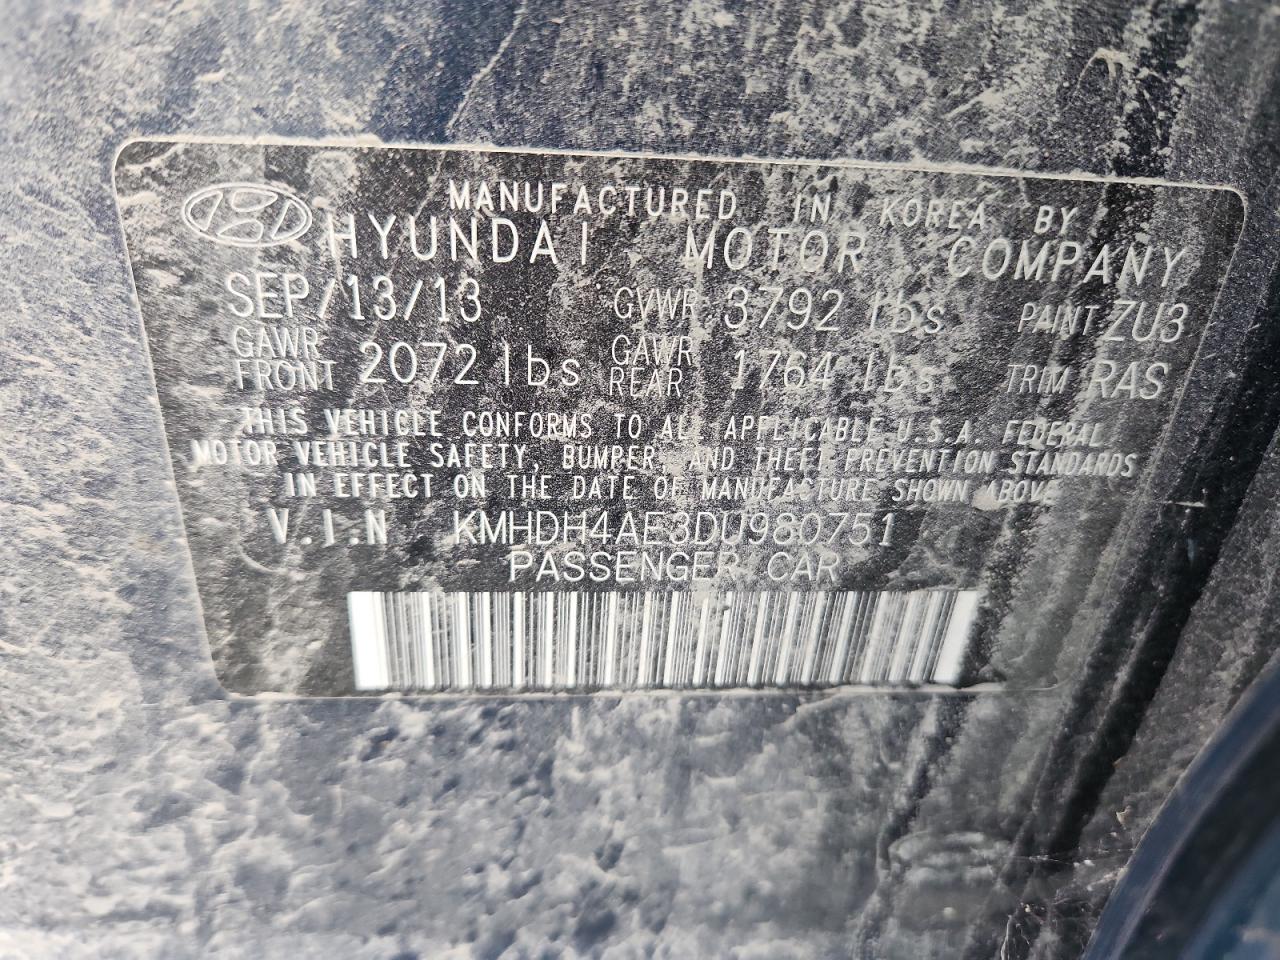 MANUFACTURED IN KOREA BY
HYUNDAI MOTOR COMPANY
SEP/13/13 GVWR 3792 lbs PAINT ZU3
GAWR FRONT 2072 lbs GAWR REAR 1764 lbs TRIM RAS
THIS VEHICLE CONFORMS TO ALL APPLICABLE U.S.A. FEDERAL
MOTOR VEHICLE SAFETY, BUMPER, AND THEFT PREVENTION STANDARDS
IN EFFECT ON THE DATE OF MANUFACTURE SHOWN ABOVE
V.I.N KMHDH4AE3DU980751
PASSENGER CAR